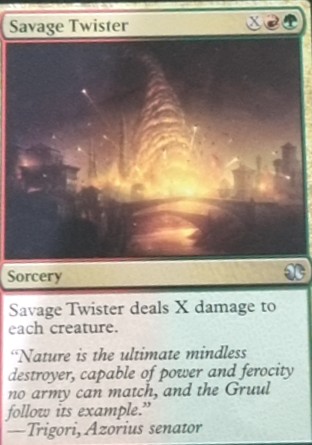 Savage Twister X
Sorcery
Savage Twister deals X damage to
each creature.
“Nature is the ultimate mindless
destroyer, capable of power and ferocity
no army can match, and the Gruul
follow its example.”
—Trigori, Azorius senator